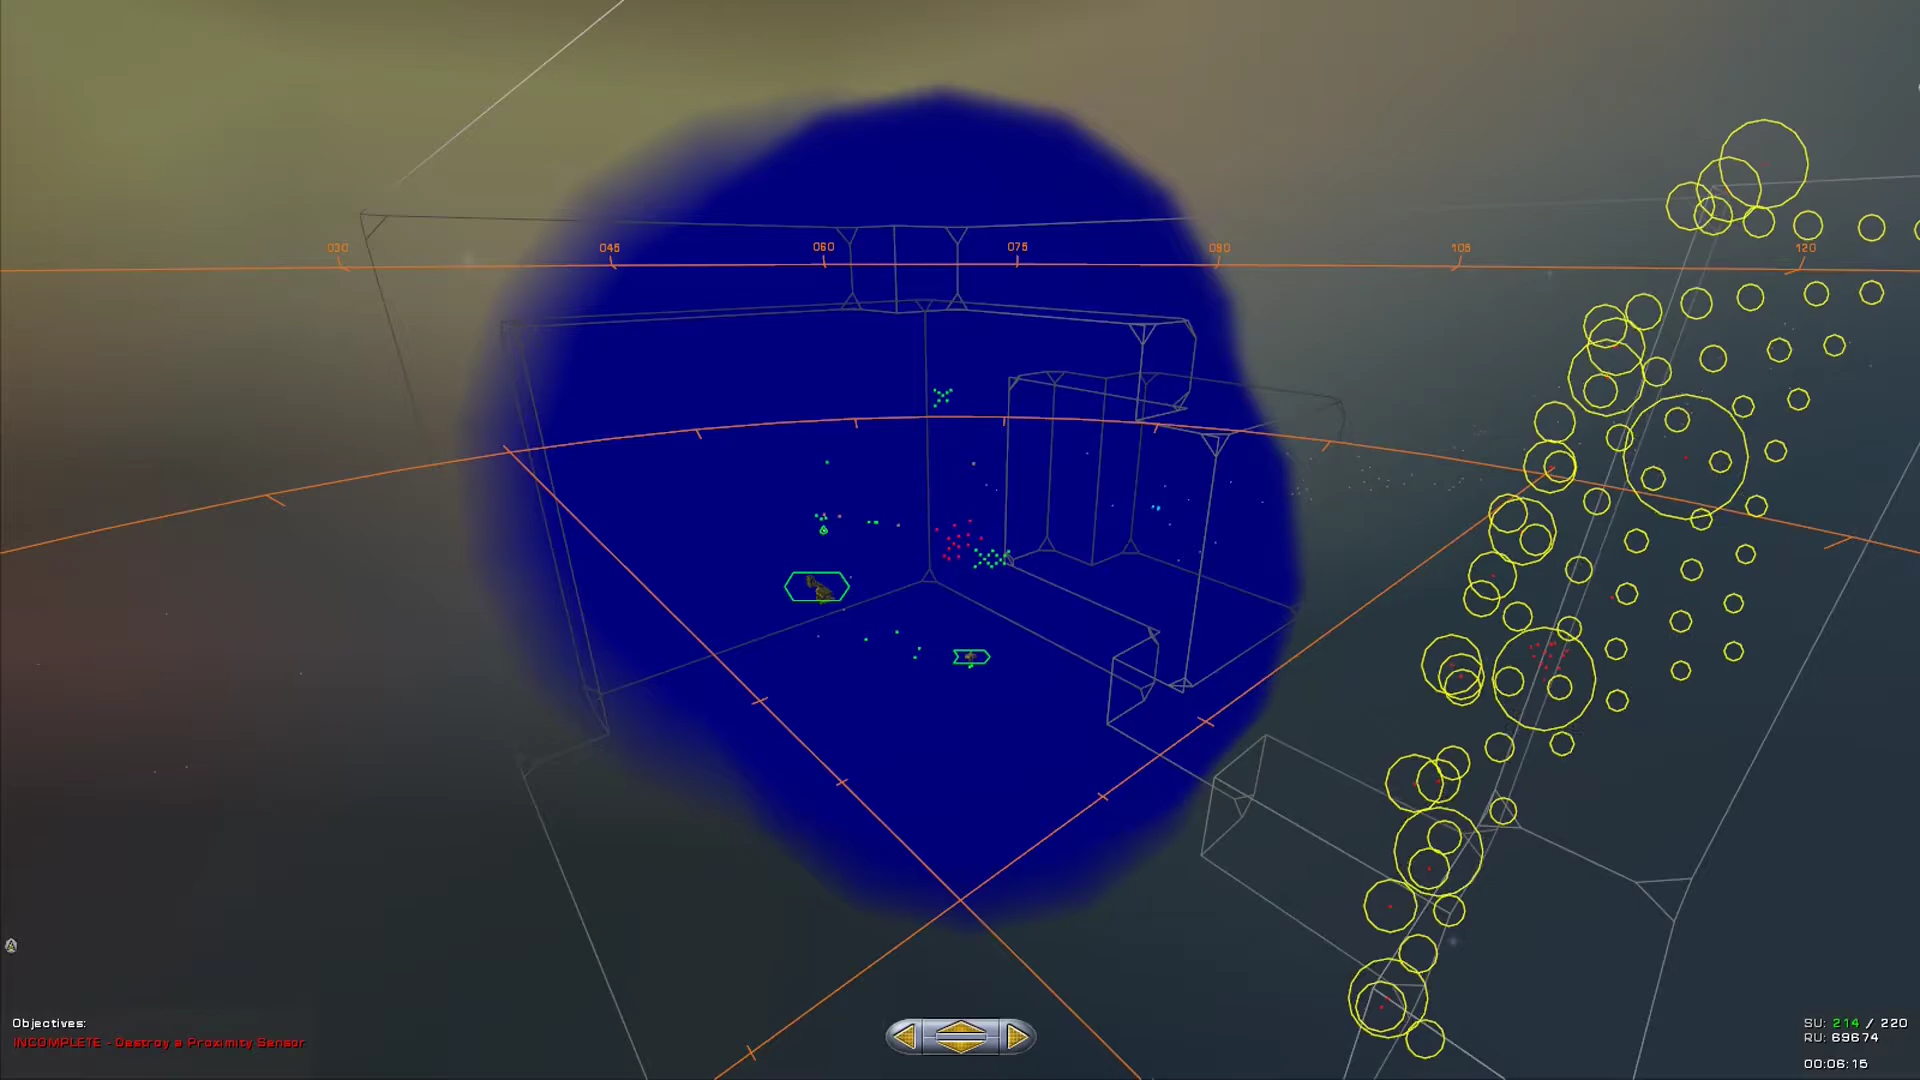 030 045 060 075 090 105 120
Objectives:
INCOMPLETE - Destroy a Proximity Sensor
SU: 214 / 220
RU: 69674
00:06:15